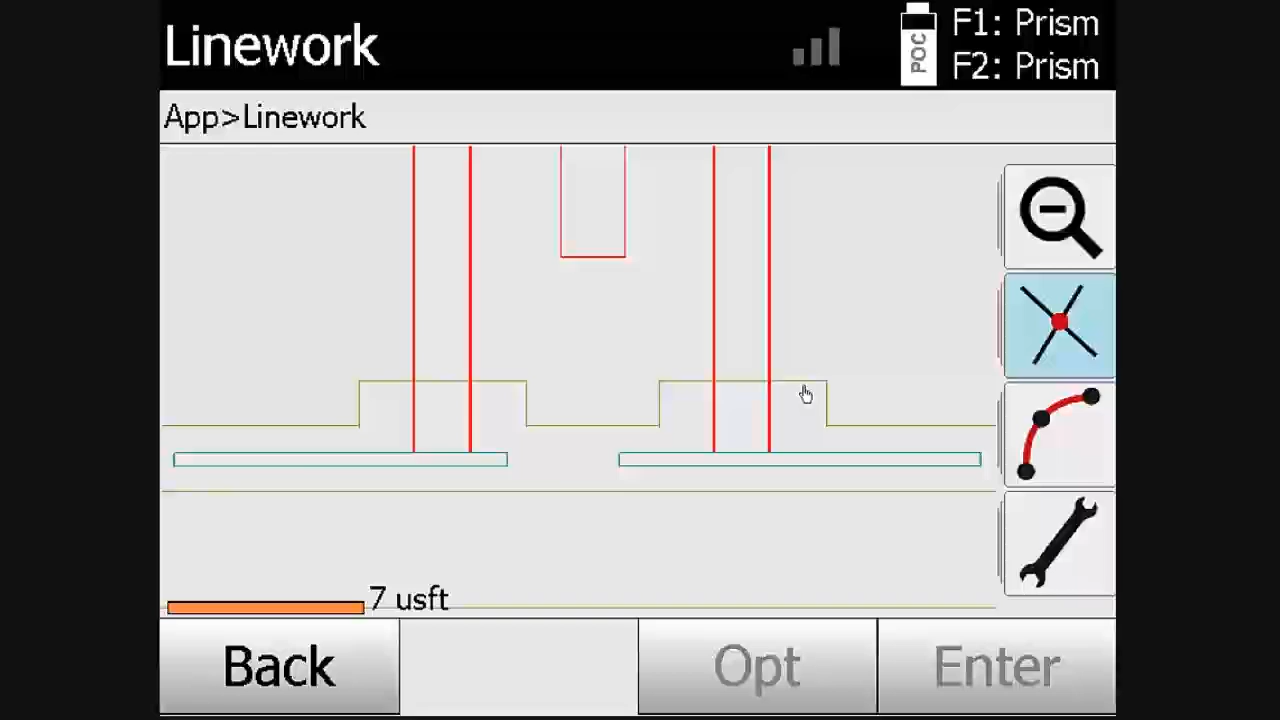 Linework
POC
F1: Prism
F2: Prism
App>Linework
7 usft
Back
Opt
Enter